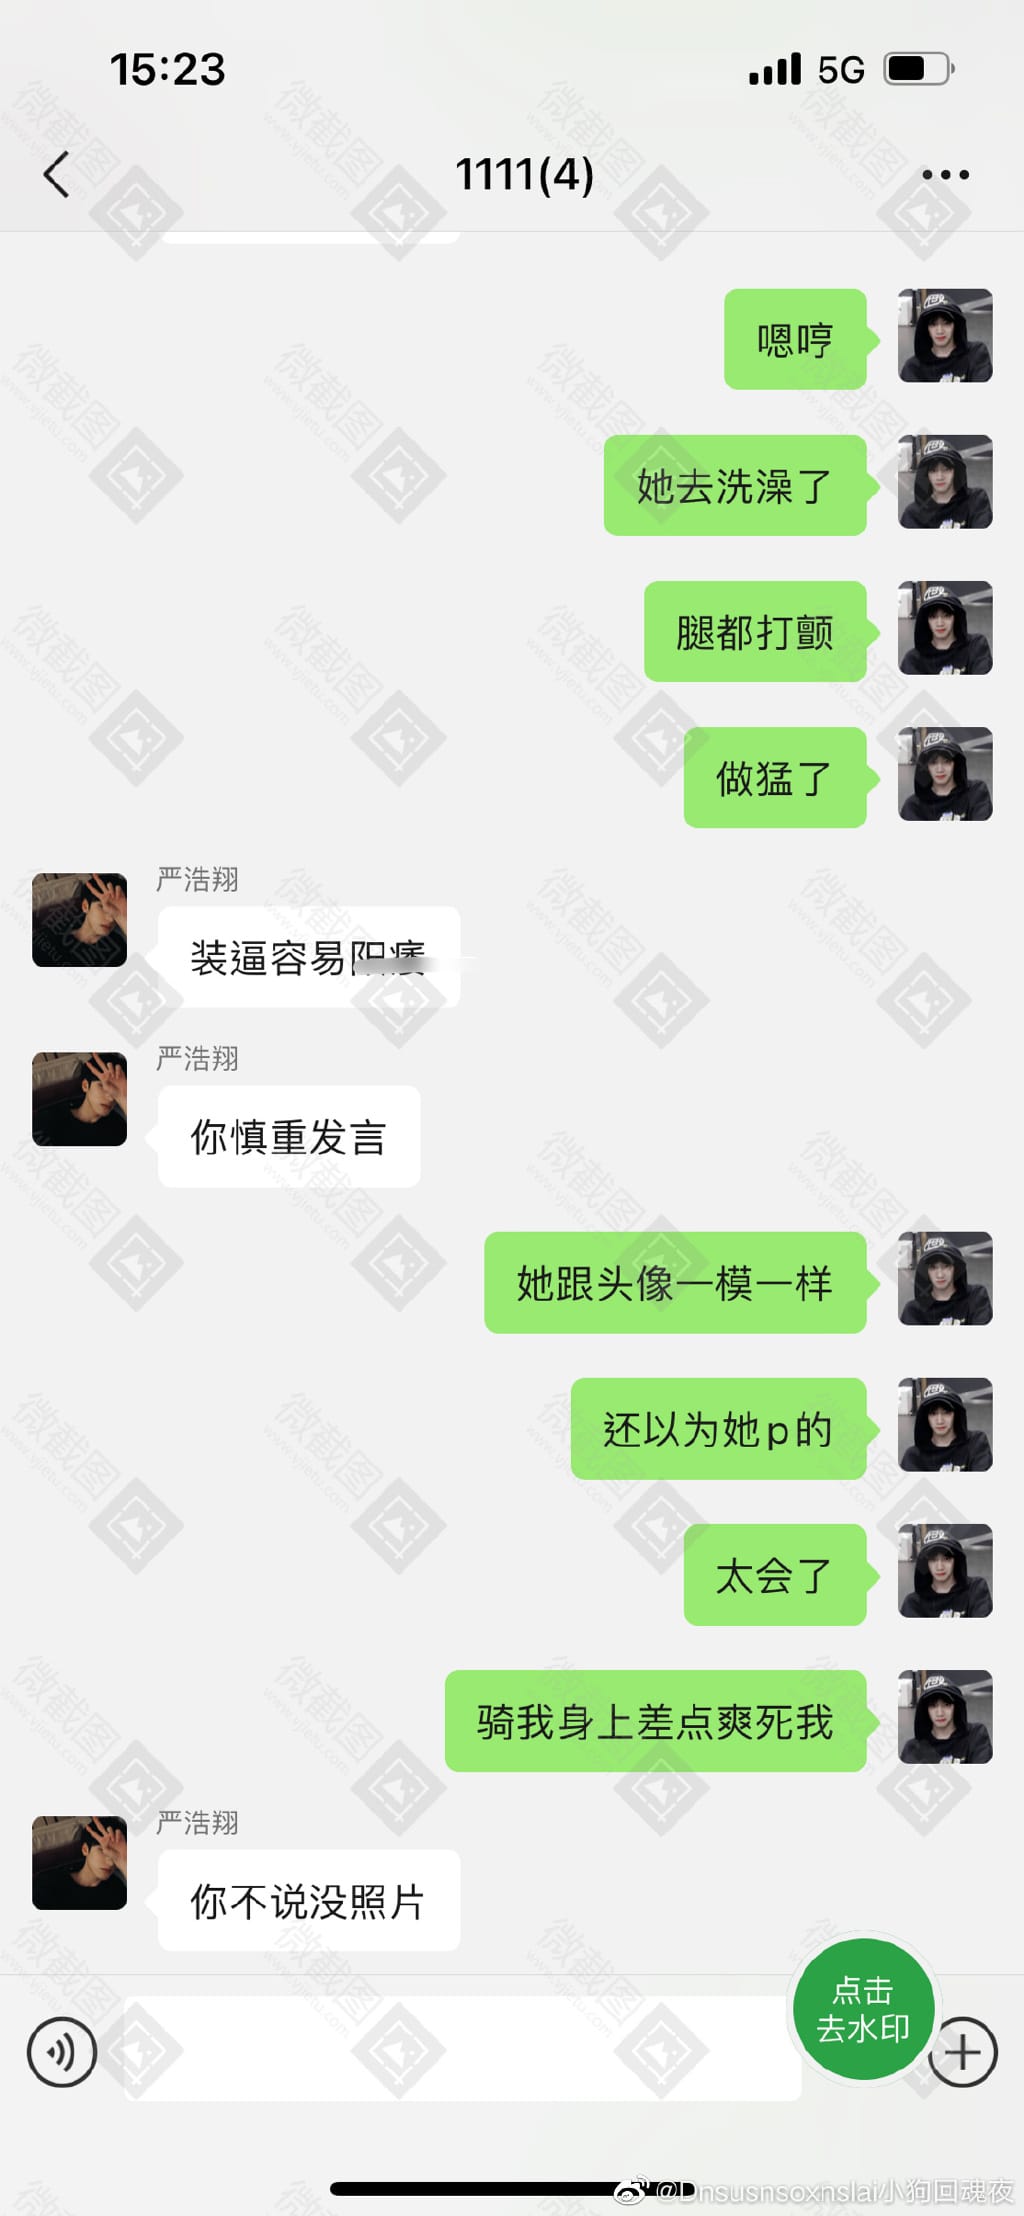 15:23
5G
1111(4)
嗯哼
她去洗澡了
腿都打颤
做猛了
严浩翔
装逼容易阳痿
严浩翔
你慎重发言
她跟头像一模一样
还以为她p的
太会了
骑我身上差点爽死我
严浩翔
你不说没照片
点击
去水印
@Dnsusnsoxnslai小狗回魂夜
微截图
www.vjietu.com